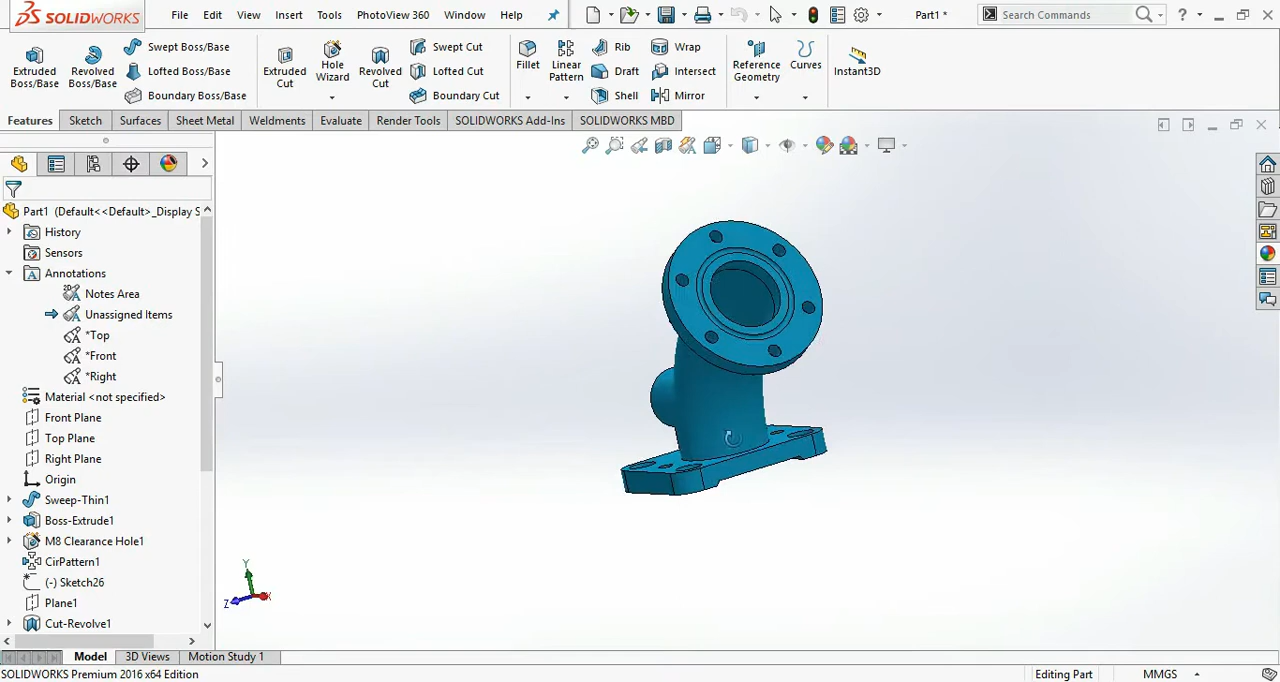 SOLIDWORKS File Edit View Insert Tools PhotoView 360 Window Help Part1 * Search Commands ?
Extruded Boss/Base
Revolved Boss/Base
Swept Boss/Base
Lofted Boss/Base
Boundary Boss/Base
Extruded Cut
Hole Wizard
Revolved Cut
Swept Cut
Lofted Cut
Boundary Cut
Fillet
Linear Pattern
Rib
Draft
Shell
Wrap
Intersect
Mirror
Reference Geometry
Curves
Instant3D
Features Sketch Surfaces Sheet Metal Weldments Evaluate Render Tools SOLIDWORKS Add-Ins SOLIDWORKS MBD
Part1 (Default<<Default>_Display S
History
Sensors
Annotations
Notes Area
Unassigned Items
*Top
*Front
*Right
Material <not specified>
Front Plane
Top Plane
Right Plane
Origin
Sweep-Thin1
Boss-Extrude1
M8 Clearance Hole1
CirPattern1
(-) Sketch26
Plane1
Cut-Revolve1
Y
Z
X
Model 3D Views Motion Study 1
SOLIDWORKS Premium 2016 x64 Edition Editing Part MMGS